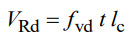 V_Rd = f_vd t l_c